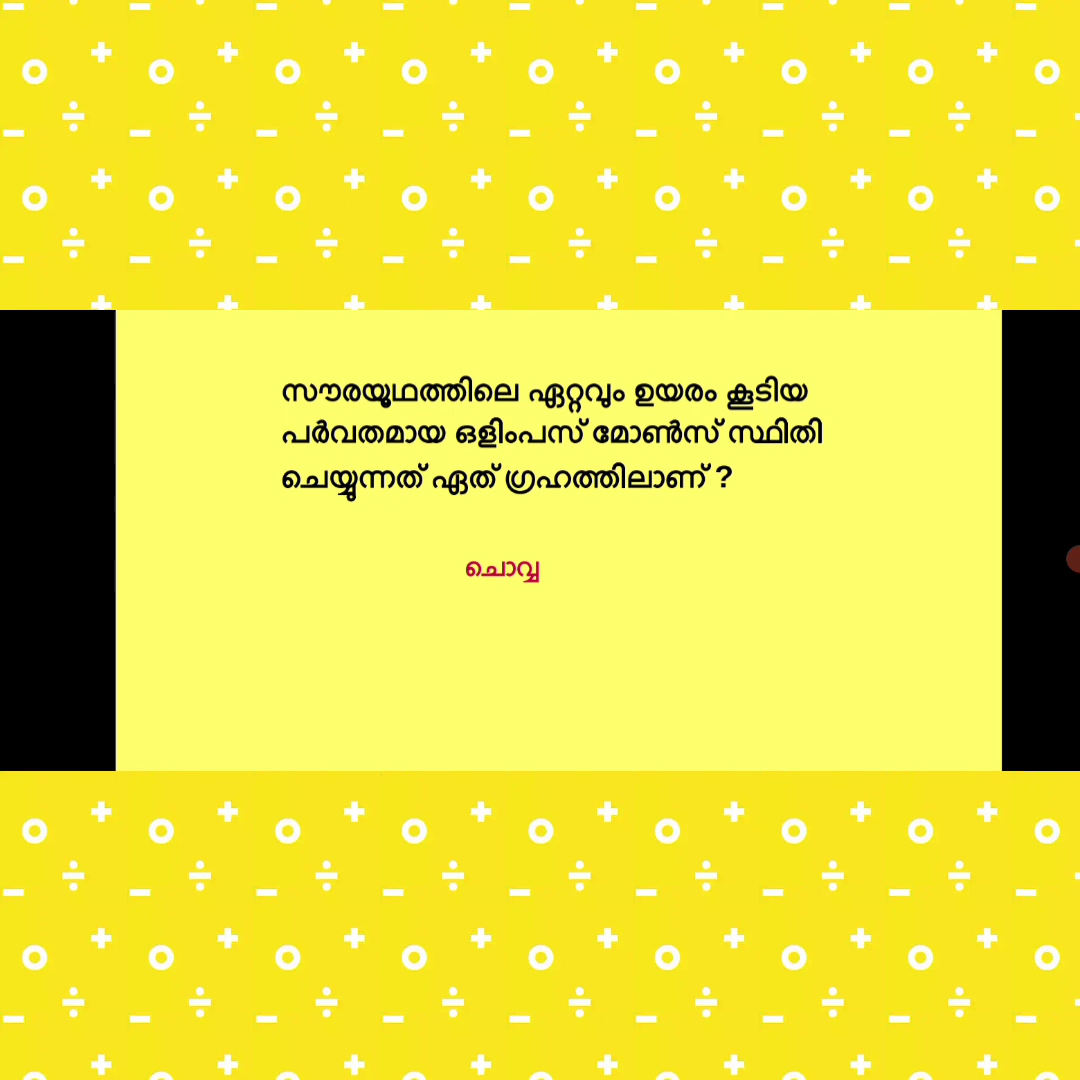 സൗരയൂഥത്തിലെ ഏറ്റവും ഉയരം കൂടിയ
പർവതമായ ഒളിംപസ് മോൺസ് സ്ഥിതി
ചെയ്യുന്നത് ഏത് ഗ്രഹത്തിലാണ് ?
ചൊവ്വ